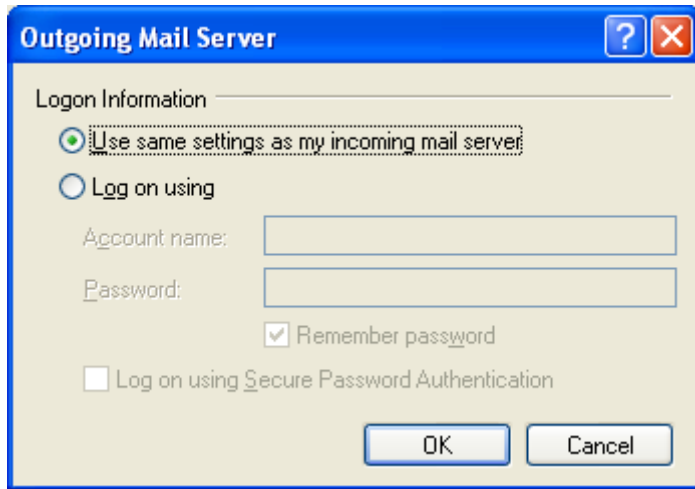 Outgoing Mail Server
Logon Information
Use same settings as my incoming mail server
Log on using
Account name:
Password:
Remember password
Log on using Secure Password Authentication
OK Cancel